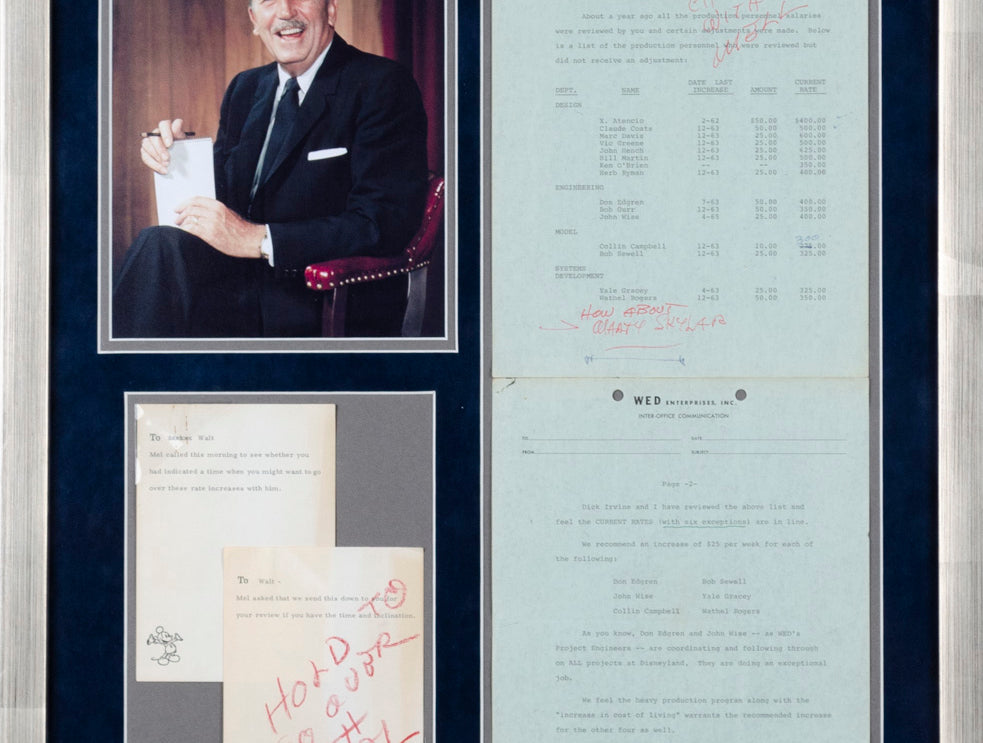 WITH
About a year ago all the production personnel salaries
were reviewed by you and certain adjustments were made. Below
is a list of the production personnel who were reviewed but
did not receive an adjustment:
DATE LAST CURRENT
DEPT. NAME INCREASE AMOUNT RATE
DESIGN
X. Atencio 2-62 $50.00 $400.00
Claude Coats 12-63 50.00 500.00
Marc Davis 12-63 25.00 600.00
Vic Greene 12-63 25.00 500.00
John Hench 12-63 25.00 625.00
Bill Martin 12-63 25.00 500.00
Ken O'Brien -- -- 350.00
Herb Ryman 12-63 25.00 400.00
ENGINEERING
Don Edgren 7-63 50.00 400.00
Bob Gurr 12-63 50.00 350.00
John Wise 4-65 25.00 400.00
MODEL
300
Collin Campbell 12-63 10.00 .00
Bob Sewell 12-63 25.00 325.00
SYSTEMS
DEVELOPMENT
Yale Gracey 4-63 25.00 325.00
Wathel Rogers 12-63 50.00 350.00
HOW ABOUT
MARTY SKYLAR
WED ENTERPRISES, INC.
INTER-OFFICE COMMUNICATION
TO DATE
FROM SUBJECT
Page -2-
Dick Irvine and I have reviewed the above list and
feel the CURRENT RATES (with six exceptions) are in line.
We recommend an increase of $25 per week for each of
the following:
Don Edgren Bob Sewell
John Wise Yale Gracey
Collin Campbell Wathel Rogers
As you know, Don Edgren and John Wise -- as WED's
Project Engineers -- are coordinating and following through
on ALL projects at Disneyland. They are doing an exceptional
job.
We feel the heavy production program along with the
"increase in cost of living" warrants the recommended increase
for the other four as well.
To Walt
Mel called this morning to see whether you
had indicated a time when you might want to go
over these rate increases with him.
To Walt -
Mel asked that we send this down to you for
your review if you have the time and inclination.
HOLD TO
OVER